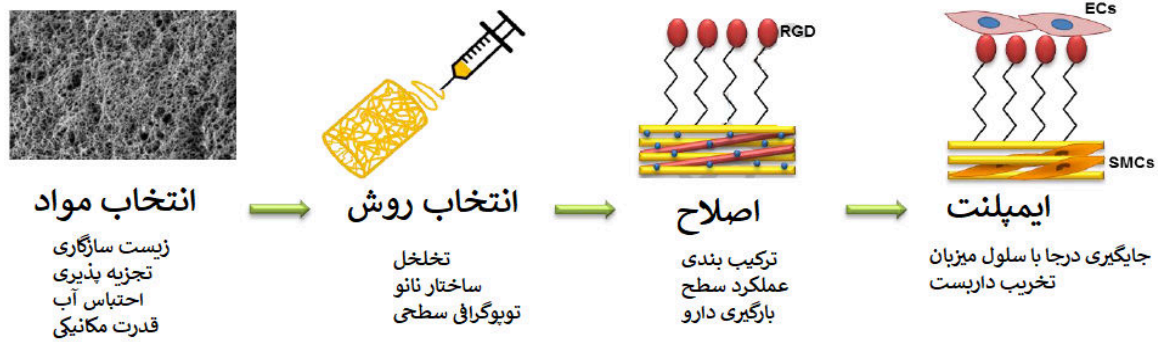 RGD
ECs
SMCs
انتخاب مواد
زیست سازگاری
تجزیه پذیری
احتباس آب
قدرت مکانیکی
انتخاب روش
تخلخل
ساختار نانو
توپوگرافی سطحی
اصلاح
ترکیب بندی
عملکرد سطح
بارگیری دارو
ایمپلنت
جایگیری درجا با سلول میزبان
تخریب داربست